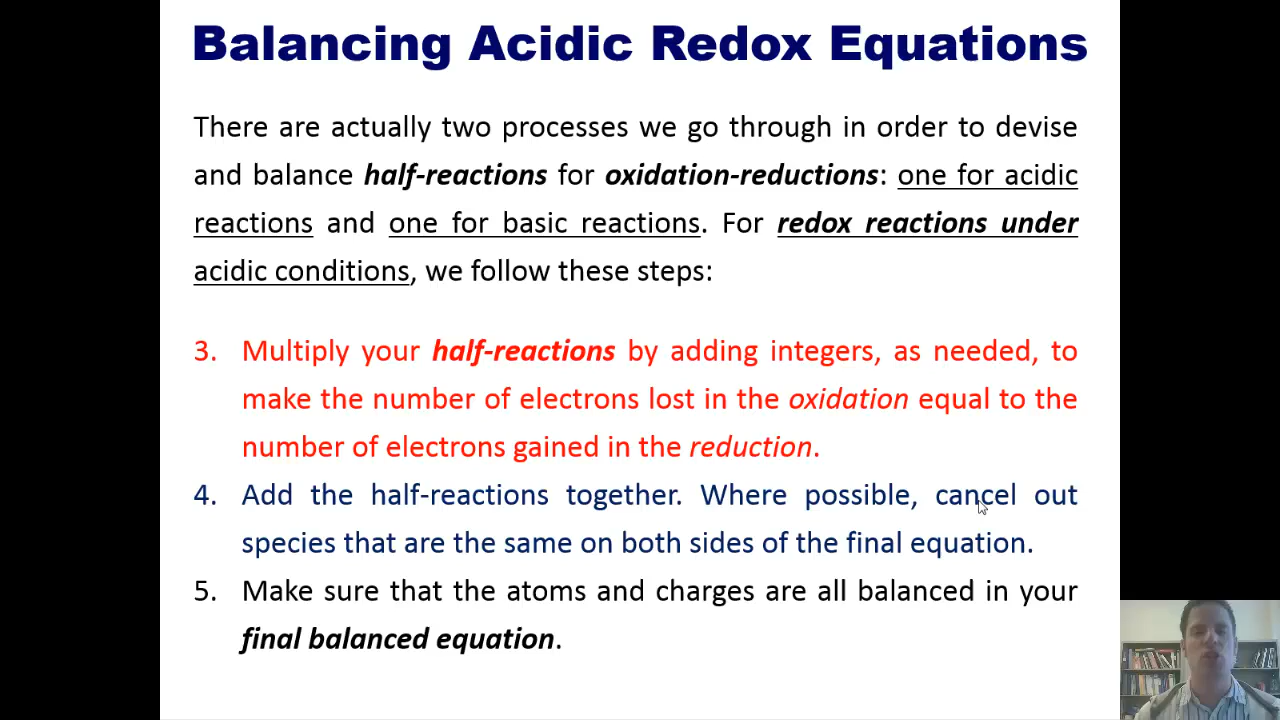 Balancing Acidic Redox Equations
There are actually two processes we go through in order to devise
and balance half-reactions for oxidation-reductions: one for acidic
reactions and one for basic reactions. For redox reactions under
acidic conditions, we follow these steps:
3. Multiply your half-reactions by adding integers, as needed, to
make the number of electrons lost in the oxidation equal to the
number of electrons gained in the reduction.
4. Add the half-reactions together. Where possible, cancel out
species that are the same on both sides of the final equation.
5. Make sure that the atoms and charges are all balanced in your
final balanced equation.